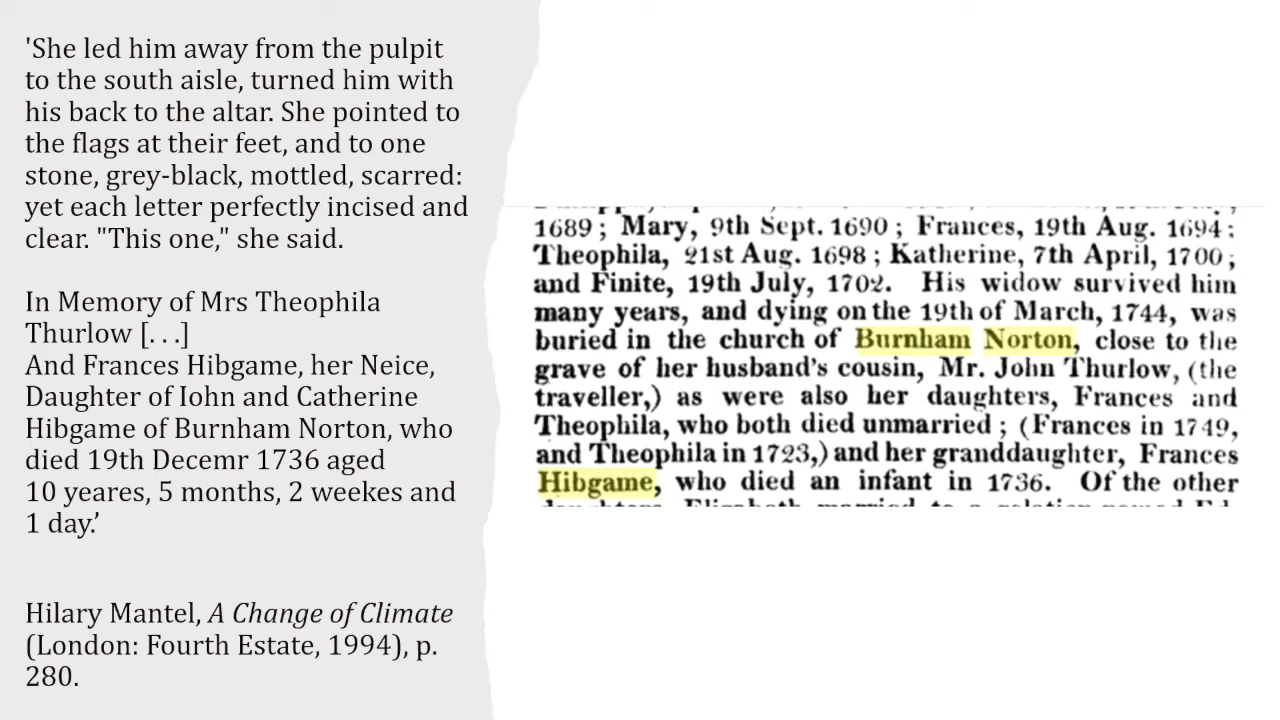 'She led him away from the pulpit
to the south aisle, turned him with
his back to the altar. She pointed to
the flags at their feet, and to one
stone, grey-black, mottled, scarred:
yet each letter perfectly incised and
clear. "This one," she said.
In Memory of Mrs Theophila
Thurlow [. . .]
And Frances Hibgame, her Neice,
Daughter of Iohn and Catherine
Hibgame of Burnham Norton, who
died 19th Decemr 1736 aged
10 yeares, 5 months, 2 weekes and
1 day.’
Hilary Mantel, A Change of Climate
(London: Fourth Estate, 1994), p.
280.
1689; Mary, 9th Sept. 1690; Frances, 19th Aug. 1694;
Theophila, 21st Aug. 1698; Katherine, 7th April, 1700;
and Finite, 19th July, 1702. His widow survived him
many years, and dying on the 19th of March, 1744, was
buried in the church of Burnham Norton, close to the
grave of her husband's cousin, Mr. John Thurlow, (the
traveller,) as were also her daughters, Frances and
Theophila, who both died unmarried; (Frances in 1749,
and Theophila in 1723,) and her granddaughter, Frances
Hibgame, who died an infant in 1736. Of the other